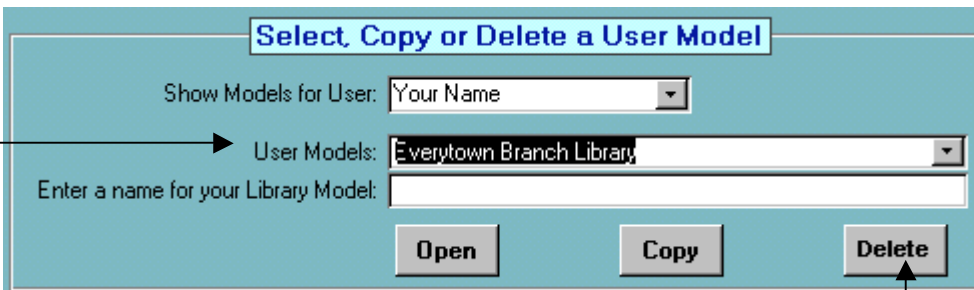 Select, Copy or Delete a User Model
Show Models for User: Your Name
User Models: Everytown Branch Library
Enter a name for your Library Model:
Open Copy Delete